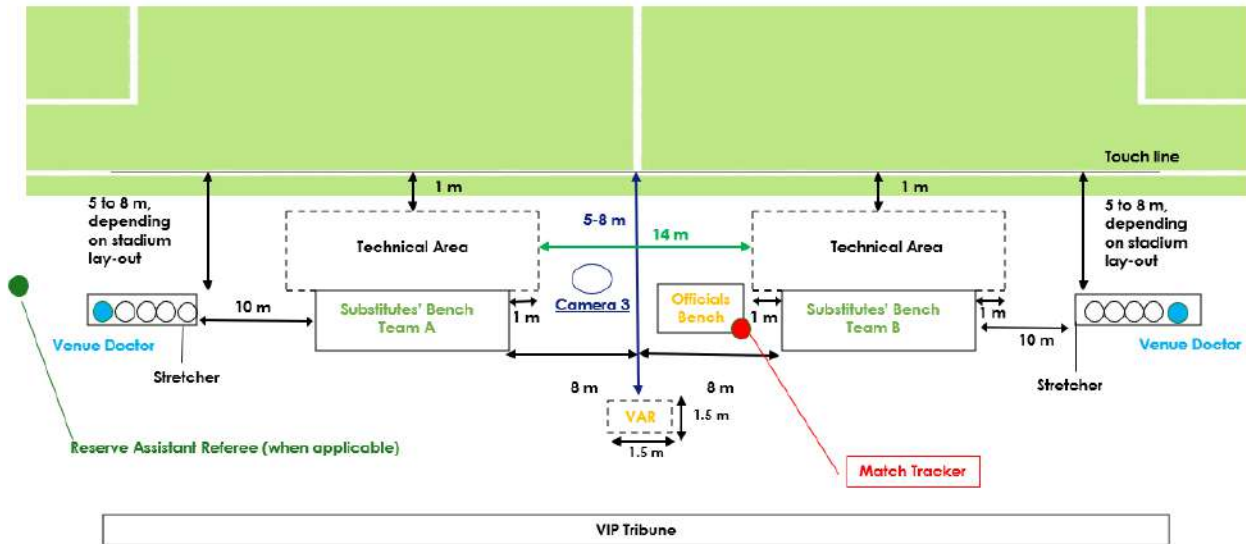 Touch line
1 m
1 m
5 to 8 m,
depending
on stadium
lay-out
5-8 m
5 to 8 m,
depending
on stadium
lay-out
Technical Area
14 m
Technical Area
10 m
Substitutes' Bench
Team A
1 m
Camera 3
Officials
Bench
1 m
Substitutes' Bench
Team B
1 m
10 m
Venue Doctor
Stretcher
Venue Doctor
Stretcher
8 m
8 m
VAR
1.5 m
1.5 m
Reserve Assistant Referee (when applicable)
Match Tracker
VIP Tribune